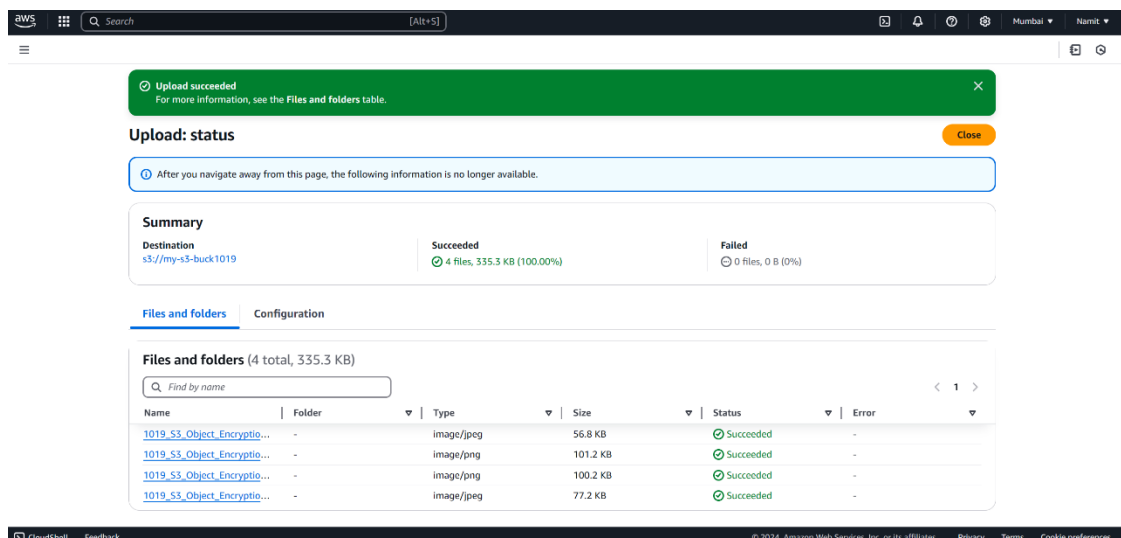 aws Search [Alt+S] Mumbai Namit
Upload succeeded
For more information, see the Files and folders table.
Upload: status Close
After you navigate away from this page, the following information is no longer available.
Summary
Destination Succeeded Failed
s3://my-s3-buck1019 4 files, 335.3 KB (100.00%) 0 files, 0 B (0%)
Files and folders Configuration
Files and folders (4 total, 335.3 KB)
Find by name 1
Name Folder Type Size Status Error
1019_S3_Object_Encryptio... - image/jpeg 56.8 KB Succeeded -
1019_S3_Object_Encryptio... - image/png 101.2 KB Succeeded -
1019_S3_Object_Encryptio... - image/png 100.2 KB Succeeded -
1019_S3_Object_Encryptio... - image/jpeg 77.2 KB Succeeded -
CloudShell Feedback © 2024, Amazon Web Services, Inc. or its affiliates. Privacy Terms Cookie preferences